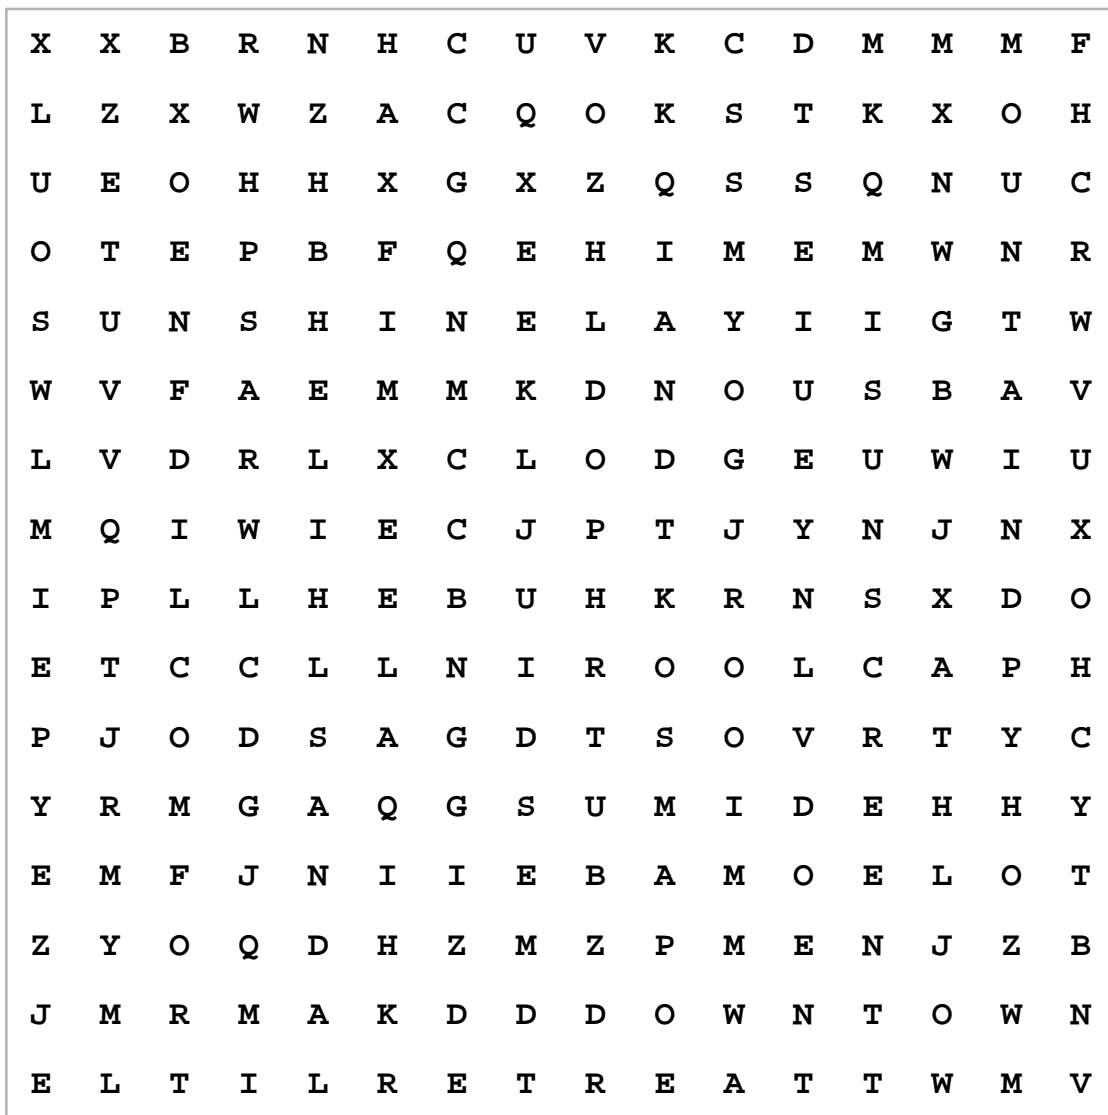 X X B R N H C U V K C D M M M F
L Z X W Z A C Q O K S T K X O H
U E O H H X G X Z Q S S Q N U C
O T E P B F Q E H I M E M W N R
S U N S H I N E L A Y I I G T W
W V F A E M M K D N O U S B A V
L V D R L X C L O D G E U W I U
M Q I W I E C J P T J Y N J N X
I P L L H E B U H K R N S X D O
E T C C L L N I R O O L C A P H
P J O D S A G D T S O V R T Y C
Y R M G A Q G S U M I D E H H Y
E M F J N I I E B A M O E L O T
Z Y O Q D H Z M Z P M E N J Z B
J M R M A K D D D O W N T O W N
E L T I L R E T R E A T T W M V